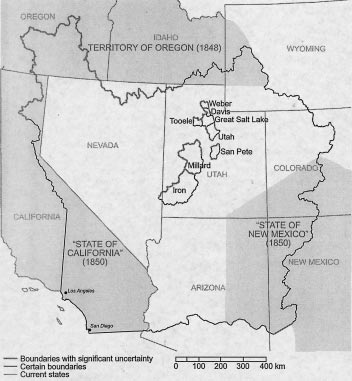 OREGON
IDAHO
TERRITORY OF OREGON (1848)
WYOMING
Weber
Davis
Great Salt Lake
Tooele
Utah
San Pete
NEVADA
Millard
UTAH
COLORADO
Iron
CALIFORNIA
"STATE OF
CALIFORNIA"
(1850)
"STATE OF
NEW MEXICO"
(1850)
NEW MEXICO
ARIZONA
Los Angeles
San Diego
Boundaries with significant uncertainty
Certain boundaries
Current states
0 100 200 300 400 km